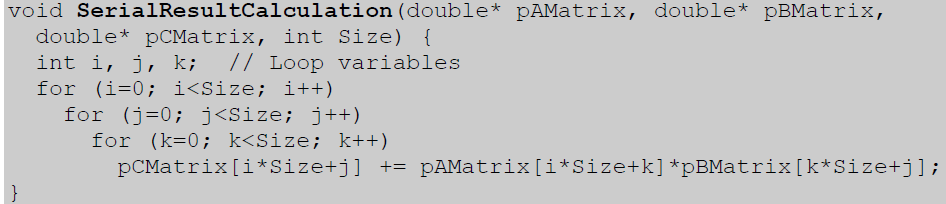 void SerialResultCalculation(double* pAMatrix, double* pBMatrix,
  double* pCMatrix, int Size) {
  int i, j, k;  // Loop variables
  for (i=0; i<Size; i++)
    for (j=0; j<Size; j++)
      for (k=0; k<Size; k++)
        pCMatrix[i*Size+j] += pAMatrix[i*Size+k]*pBMatrix[k*Size+j];
}